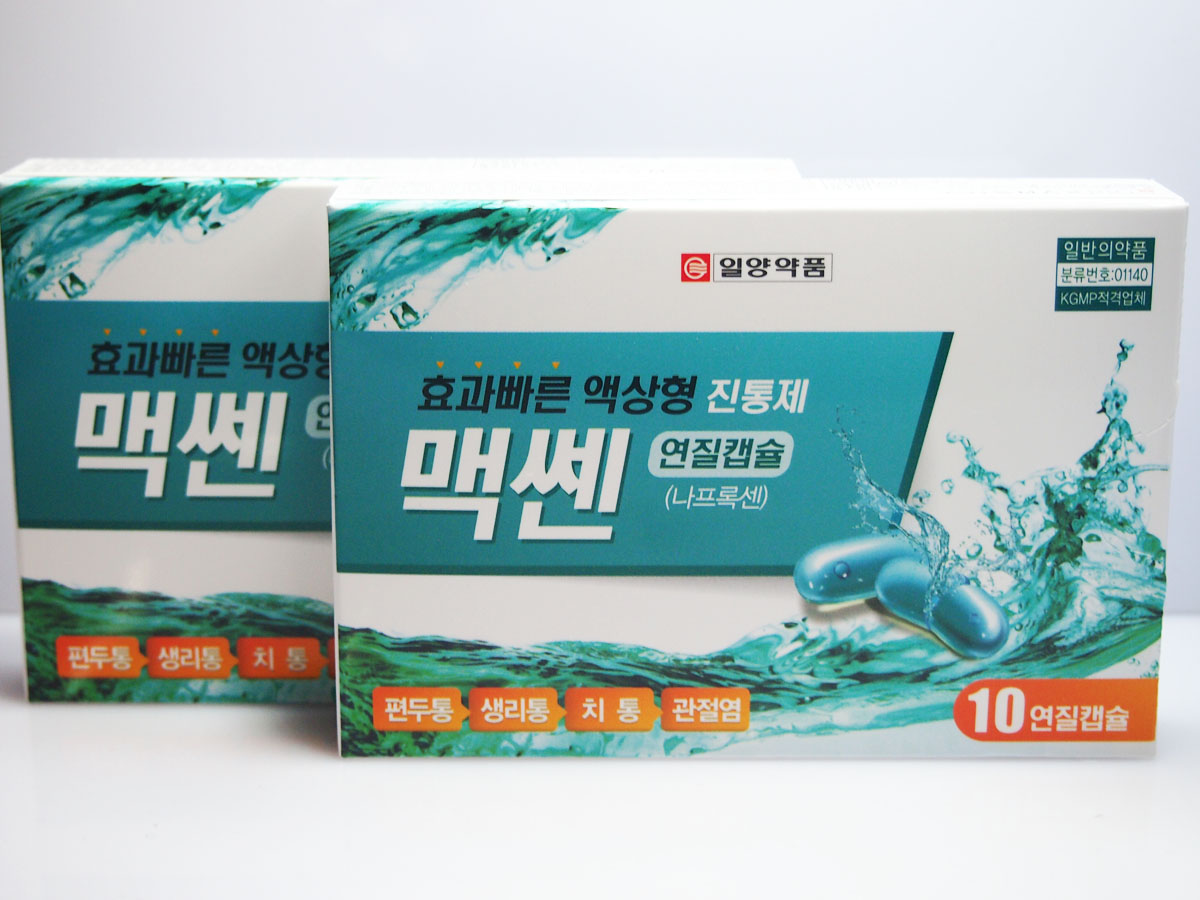 일양약품
일반의약품
분류번호:01140
KGMP적격업체
효과빠른 액상형 진통제
맥쎈 연질캡슐
(나프록센)
편두통 생리통 치 통 관절염
10 연질캡슐
효과빠른 액상형
맥쎈
편두통 생리통 치 통